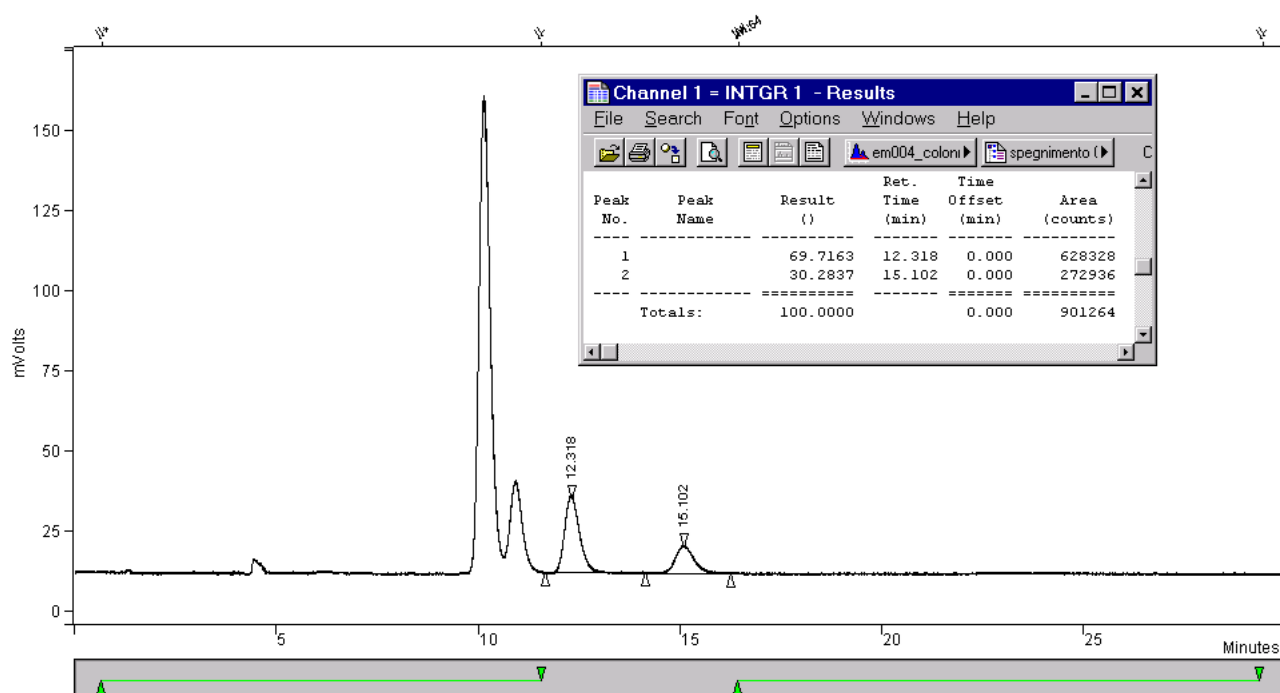 Channel 1 = INTGR 1 - Results
File Search Font Options Windows Help
em004_coloni spegnimento ( C
Ret. Time
Peak Peak Result Time Offset Area
No. Name () (min) (min) (counts)
---- ----------- ---------- ------- ------- ----------
1 69.7163 12.318 0.000 628328
2 30.2837 15.102 0.000 272936
---- ----------- ========== ------- ======= ==========
Totals: 100.0000 0.000 901264
150
125
100
75
50
25
0
mVolts
12.318
15.102
5 10 15 20 25
Minutes